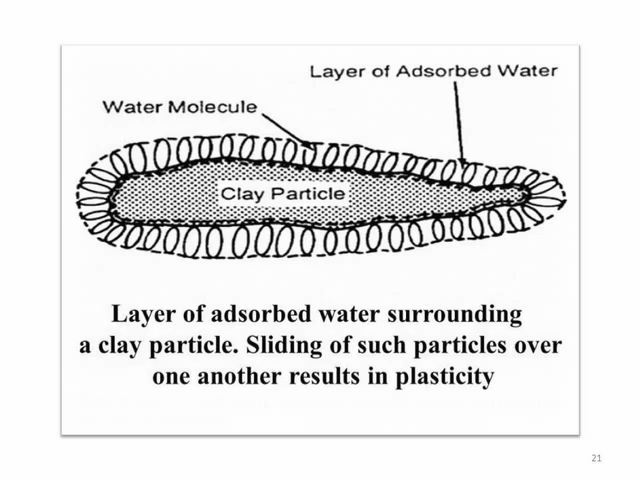 Layer of Adsorbed Water
Water Molecule
Clay Particle
Layer of adsorbed water surrounding
a clay particle. Sliding of such particles over
one another results in plasticity
21